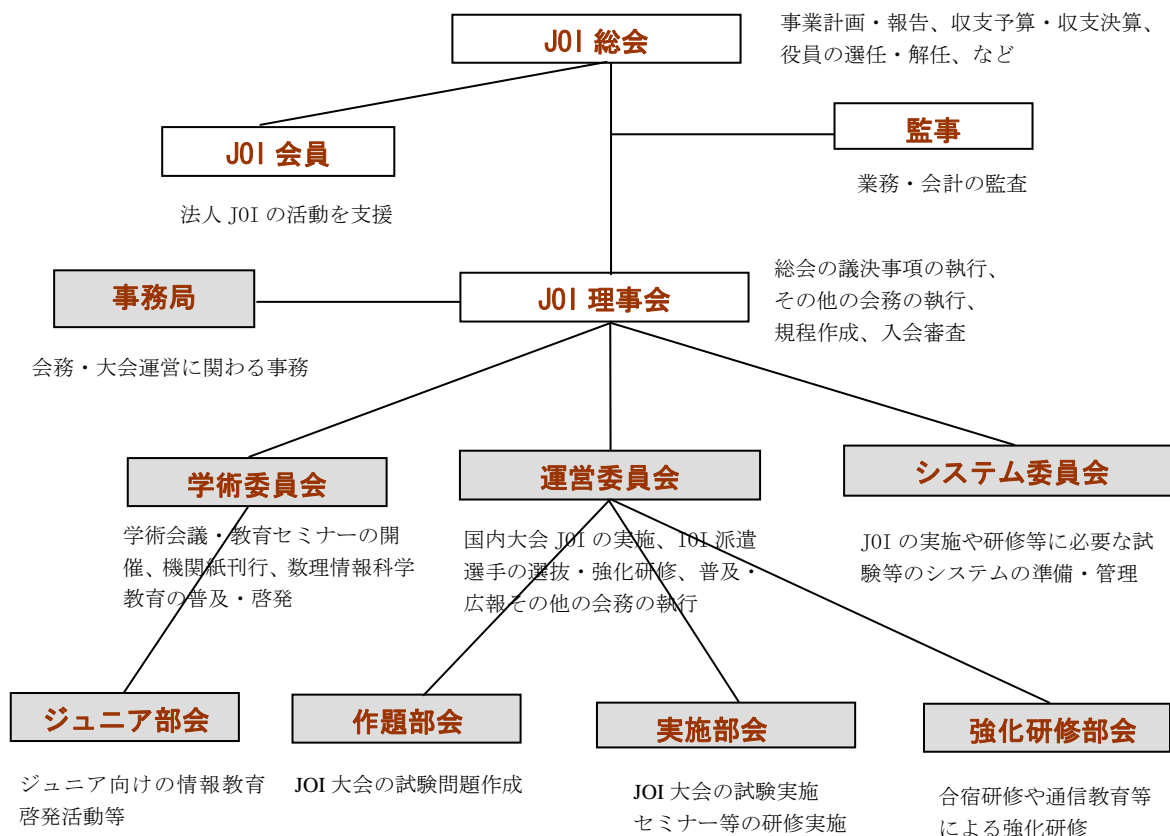 JOI 総会
事業計画・報告、収支予算・収支決算、
役員の選任・解任、など
JOI 会員
法人 JOI の活動を支援
監事
業務・会計の監査
事務局
会務・大会運営に関わる事務
JOI 理事会
総会の議決事項の執行、
その他の会務の執行、
規程作成、入会審査
学術委員会
学術会議・教育セミナーの開
催、機関紙刊行、数理情報科学
教育の普及・啓発
運営委員会
国内大会 JOI の実施、IOI 派遣
選手の選抜・強化研修、普及・
広報その他の会務の執行
システム委員会
JOI の実施や研修等に必要な試
験等のシステムの準備・管理
ジュニア部会
ジュニア向けの情報教育
啓発活動等
作題部会
JOI 大会の試験問題作成
実施部会
JOI 大会の試験実施
セミナー等の研修実施
強化研修部会
合宿研修や通信教育等
による強化研修